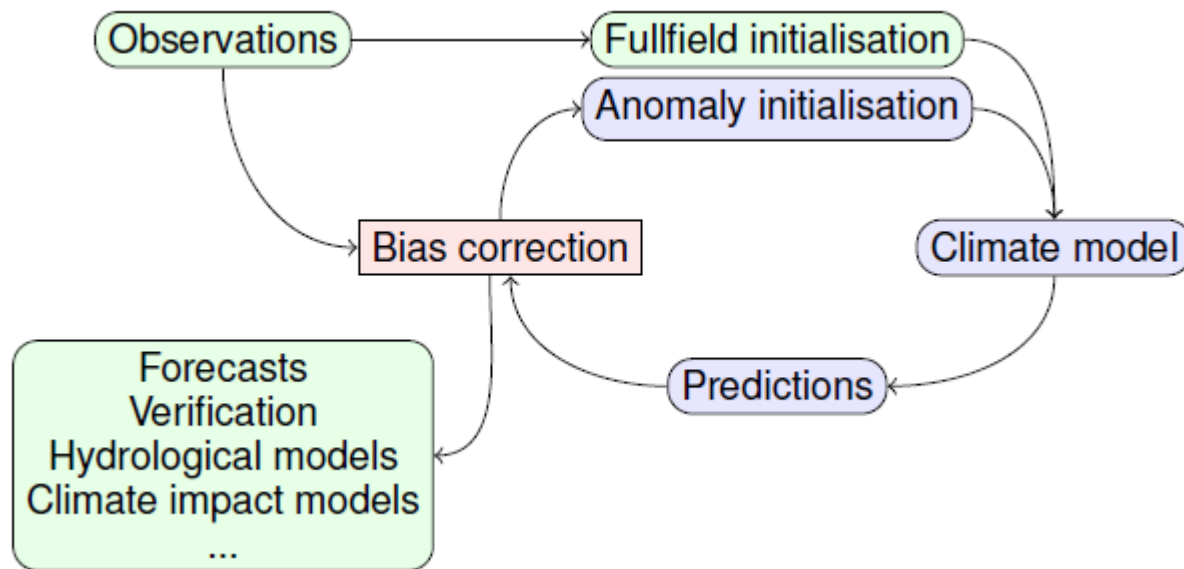 Observations
Fullfield initialisation
Anomaly initialisation
Bias correction
Climate model
Predictions
Forecasts
Verification
Hydrological models
Climate impact models
...